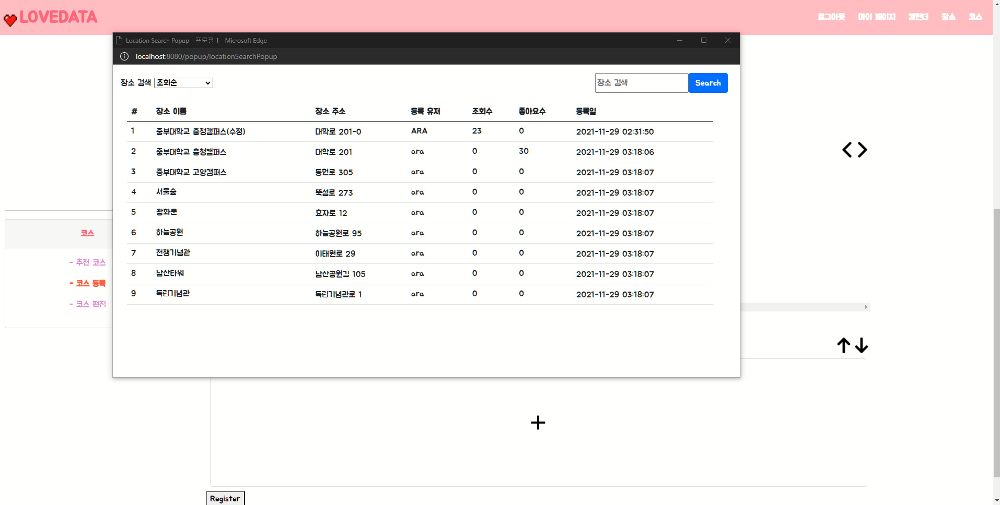 LOVEDATA
로그아웃 마이 페이지 캘린더 장소 코스
Location Search Popup - 프로필 1 - Microsoft Edge
localhost:8080/popup/locationSearchPopup
장소 검색 조회순 장소 검색 Search
# 장소 이름 장소 주소 등록 유저 조회수 좋아요수 등록일
1 중부대학교 충청캠퍼스(수정) 대학로 201-0 ARA 23 0 2021-11-29 02:31:50
2 중부대학교 충청캠퍼스 대학로 201 ara 0 30 2021-11-29 03:18:06
3 중부대학교 고양캠퍼스 동헌로 305 ara 0 0 2021-11-29 03:18:07
4 서울숲 뚝섬로 273 ara 0 0 2021-11-29 03:18:07
5 광화문 효자로 12 ara 0 0 2021-11-29 03:18:07
6 하늘공원 하늘공원로 95 ara 0 0 2021-11-29 03:18:07
7 전쟁기념관 이태원로 29 ara 0 0 2021-11-29 03:18:07
8 남산타워 남산공원길 105 ara 0 0 2021-11-29 03:18:07
9 독립기념관 독립기념관로 1 ara 0 0 2021-11-29 03:18:07
코스
- 추천 코스
- 코스 등록
- 코스 편집
Register